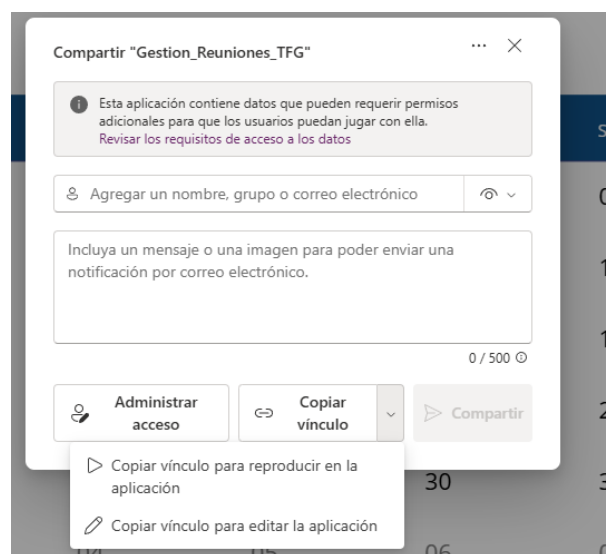 Compartir "Gestion_Reuniones_TFG"
Esta aplicación contiene datos que pueden requerir permisos
adicionales para que los usuarios puedan jugar con ella.
Revisar los requisitos de acceso a los datos
Agregar un nombre, grupo o correo electrónico
Incluya un mensaje o una imagen para poder enviar una
notificación por correo electrónico.
0 / 500
Administrar
acceso
Copiar
vínculo
Compartir
Copiar vínculo para reproducir en la
aplicación
Copiar vínculo para editar la aplicación
30
04
05
06